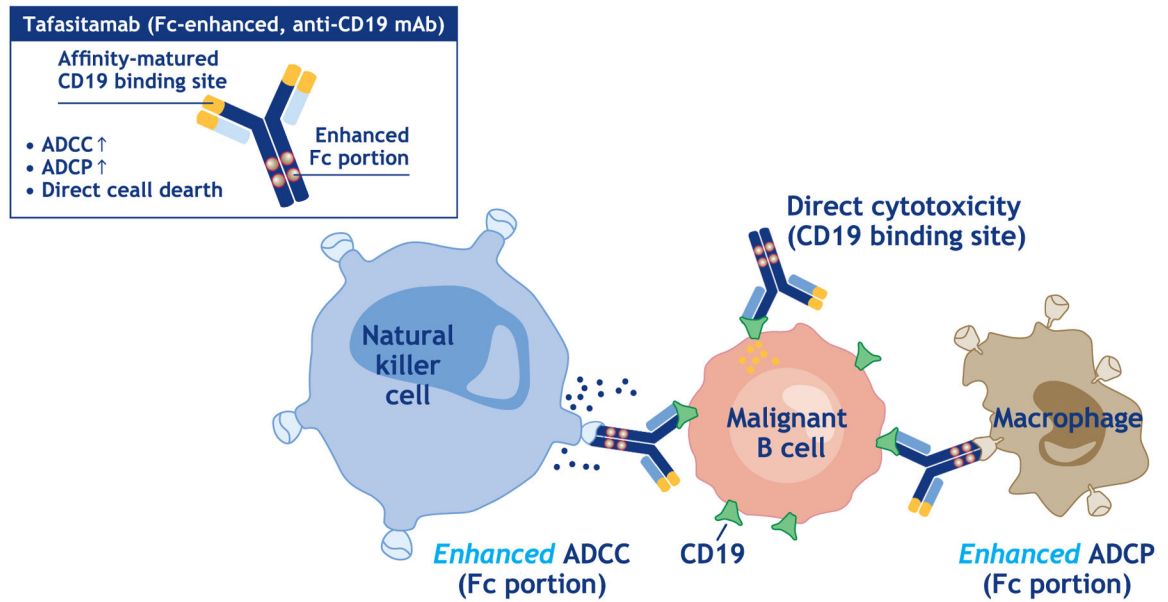 Tafasitamab (Fc-enhanced, anti-CD19 mAb)
Affinity-matured
CD19 binding site
• ADCC↑
• ADCP↑
• Direct ceall dearth
Enhanced
Fc portion
Direct cytotoxicity
(CD19 binding site)
Natural
killer
cell
Malignant
B cell
Macrophage
CD19
Enhanced ADCC
(Fc portion)
Enhanced ADCP
(Fc portion)